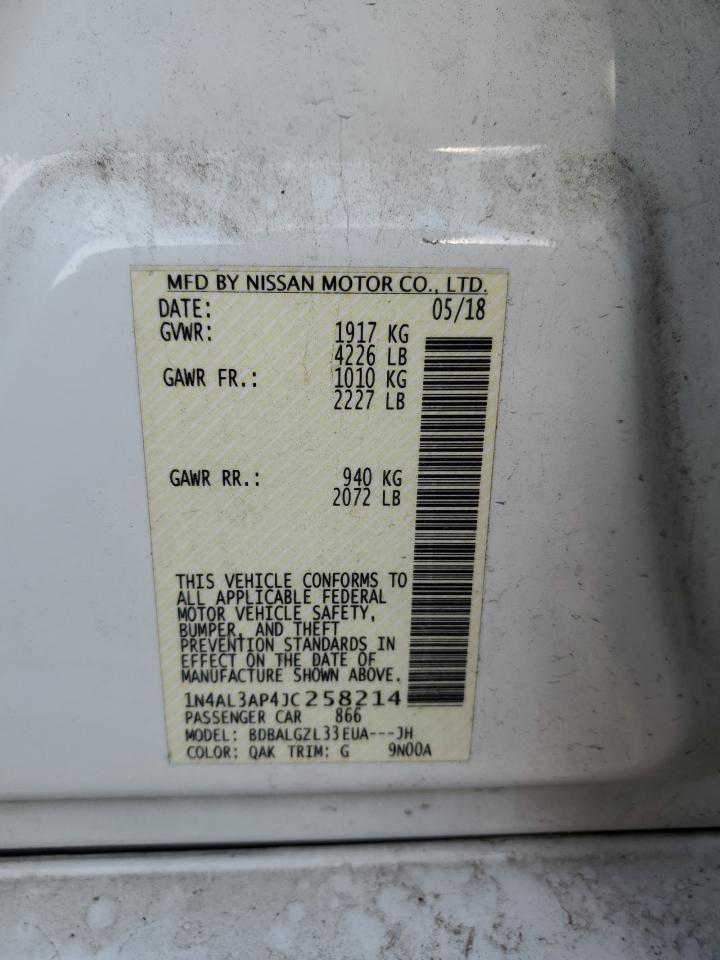 MFD BY NISSAN MOTOR CO., LTD.
DATE: 05/18
GVWR: 1917 KG
4226 LB
GAWR FR.: 1010 KG
2227 LB
GAWR RR.: 940 KG
2072 LB
THIS VEHICLE CONFORMS TO
ALL APPLICABLE FEDERAL
MOTOR VEHICLE SAFETY,
BUMPER, AND THEFT
PREVENTION STANDARDS IN
EFFECT ON THE DATE OF
MANUFACTURE SHOWN ABOVE.
1N4AL3AP4JC258214
PASSENGER CAR 866
MODEL: BDBALGZL33EUA---JH
COLOR: QAK TRIM: G 9N00A